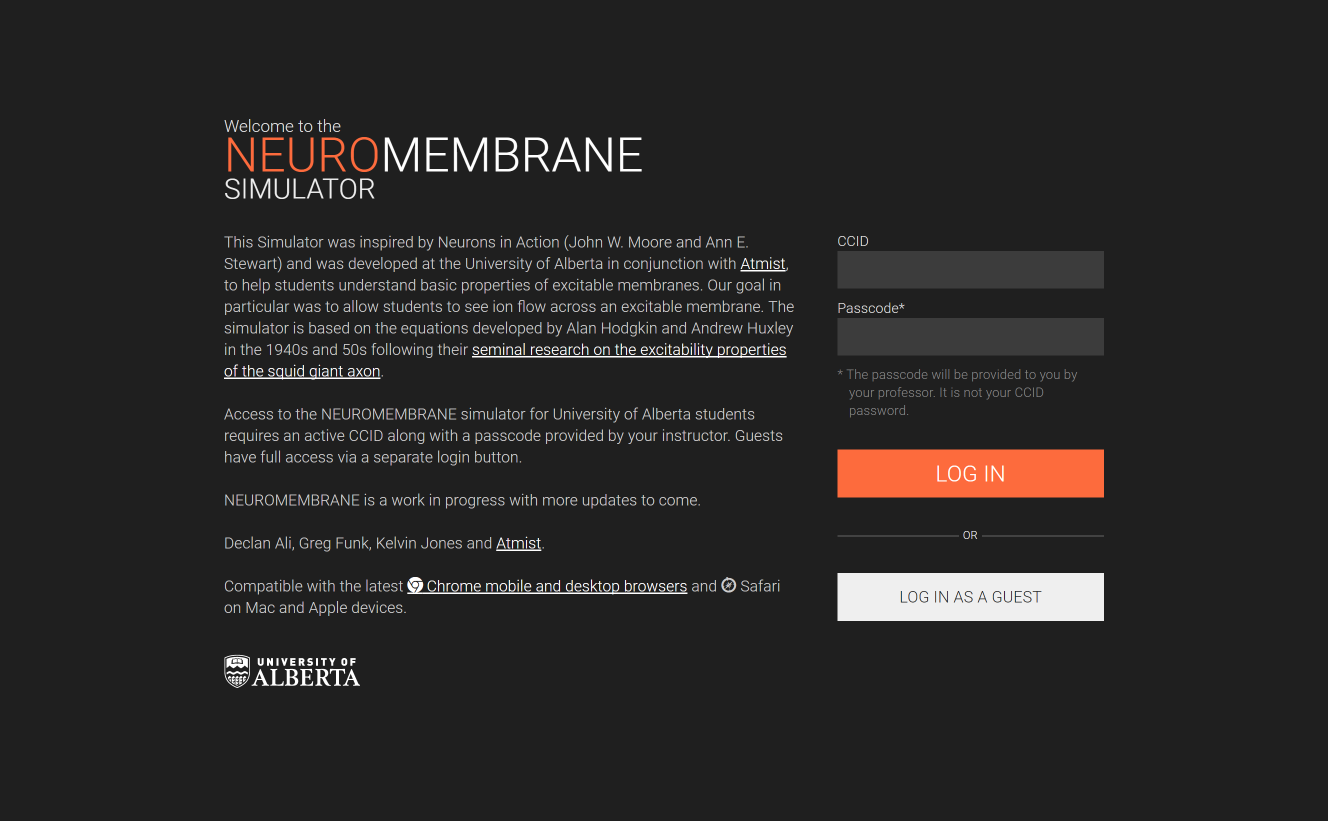 Welcome to the
NEUROMEMBRANE
SIMULATOR
This Simulator was inspired by Neurons in Action (John W. Moore and Ann E.
Stewart) and was developed at the University of Alberta in conjunction with Atmist,
to help students understand basic properties of excitable membranes. Our goal in
particular was to allow students to see ion flow across an excitable membrane. The
simulator is based on the equations developed by Alan Hodgkin and Andrew Huxley
in the 1940s and 50s following their seminal research on the excitability properties
of the squid giant axon.
Access to the NEUROMEMBRANE simulator for University of Alberta students
requires an active CCID along with a passcode provided by your instructor. Guests
have full access via a separate login button.
NEUROMEMBRANE is a work in progress with more updates to come.
Declan Ali, Greg Funk, Kelvin Jones and Atmist.
Compatible with the latest Chrome mobile and desktop browsers and Safari
on Mac and Apple devices.
UNIVERSITY OF
ALBERTA
CCID
Passcode*
* The passcode will be provided to you by
your professor. It is not your CCID
password.
LOG IN
OR
LOG IN AS A GUEST